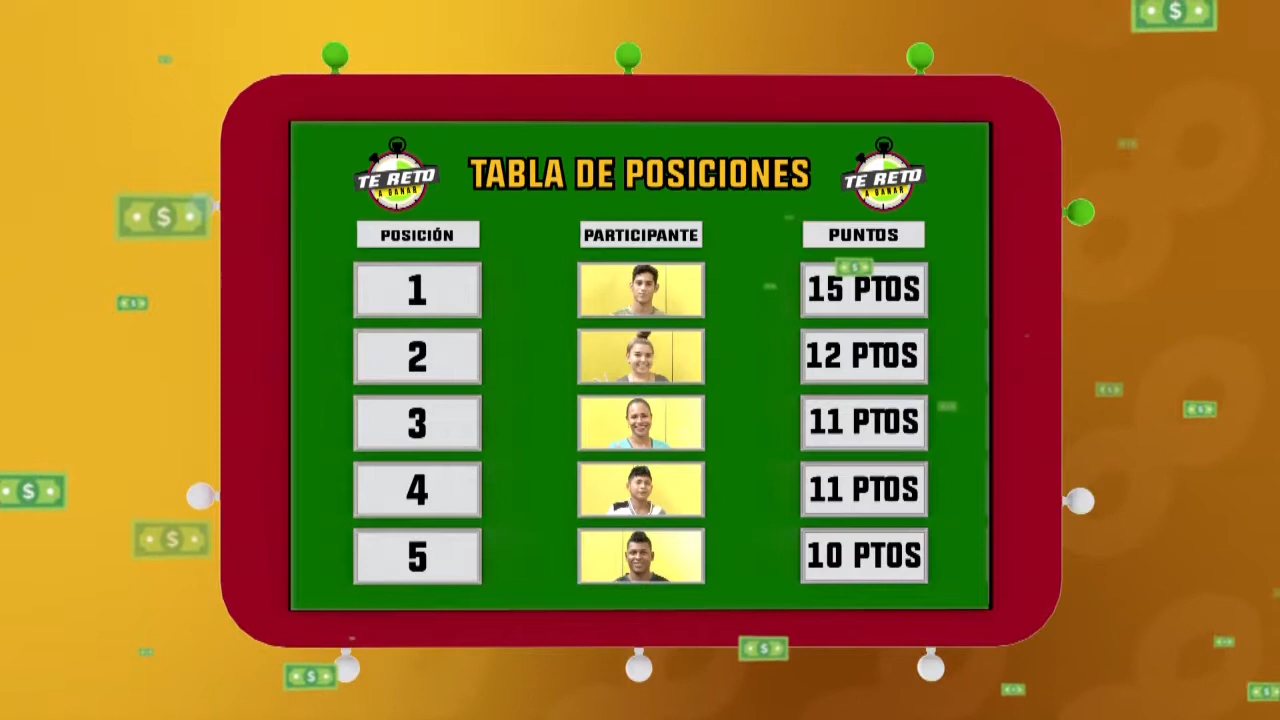 TE RETO
A GANAR
TABLA DE POSICIONES
TE RETO
A GANAR
POSICIÓN PARTICIPANTE PUNTOS
1 15 PTOS
2 12 PTOS
3 11 PTOS
4 11 PTOS
5 10 PTOS